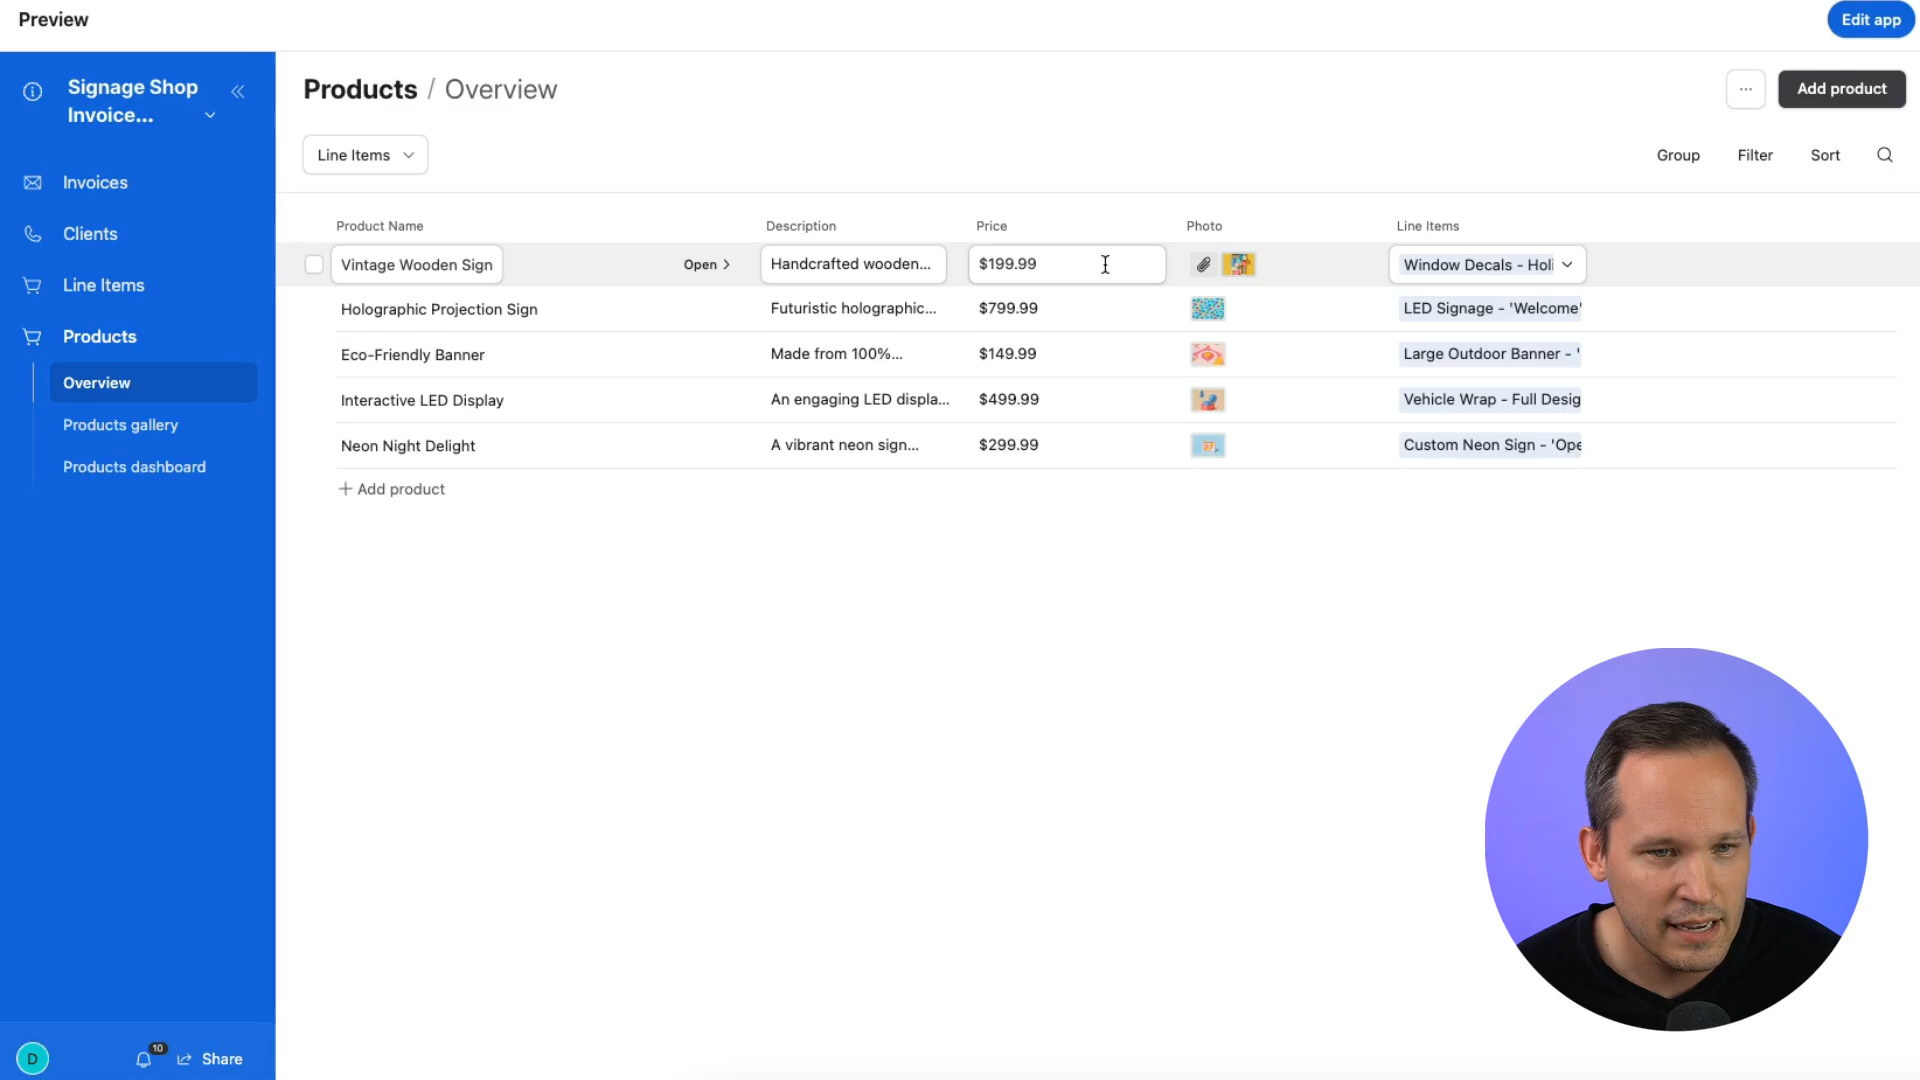 Preview
Edit app
Signage Shop
Invoice...
Invoices
Clients
Line Items
Products
Overview
Products gallery
Products dashboard
D
10
Share
Products / Overview
...
Add product
Line Items
Group
Filter
Sort
Product Name
Description
Price
Photo
Line Items
Vintage Wooden Sign
Open
Handcrafted wooden...
$199.99
Window Decals - Holi
Holographic Projection Sign
Futuristic holographic...
$799.99
LED Signage - 'Welcome'
Eco-Friendly Banner
Made from 100%...
$149.99
Large Outdoor Banner - '
Interactive LED Display
An engaging LED displa...
$499.99
Vehicle Wrap - Full Desig
Neon Night Delight
A vibrant neon sign...
$299.99
Custom Neon Sign - 'Ope
+ Add product